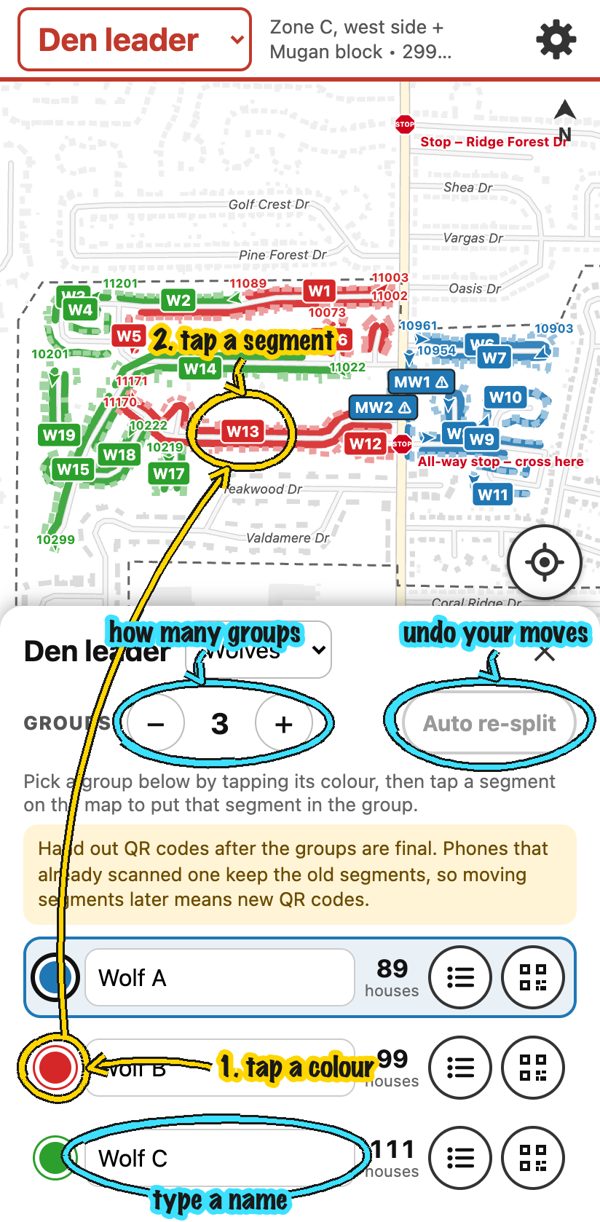 Den leader
Zone C, west side +
Mugan block • 299...
N
STOP
Stop – Ridge Forest Dr
Shea Dr
Golf Crest Dr
Vargas Dr
Pine Forest Dr
Oasis Dr
11201
11089
11003
W2
W1
11002
W4
10073
W5
2. tap a segment
10961
10903
10201
10954
W7
W14
11022
11171
MW1 ⚠
11170
MW2 ⚠
W10
10222
W13
W19
10219
W12
STOP
W9
W18
All-way stop – cross here
W15
W17
Teakwood Dr
W11
10299
Valdamere Dr
Coral Ridge Dr
how many groups
undo your moves
Den leader
Wolves
GROUPS
− 3 +
Auto re-split
Pick a group below by tapping its colour, then tap a segment
on the map to put that segment in the group.
Hand out QR codes after the groups are final. Phones that
already scanned one keep the old segments, so moving
segments later means new QR codes.
Wolf A
89
houses
Wolf B
1. tap a colour
99
houses
Wolf C
111
houses
type a name